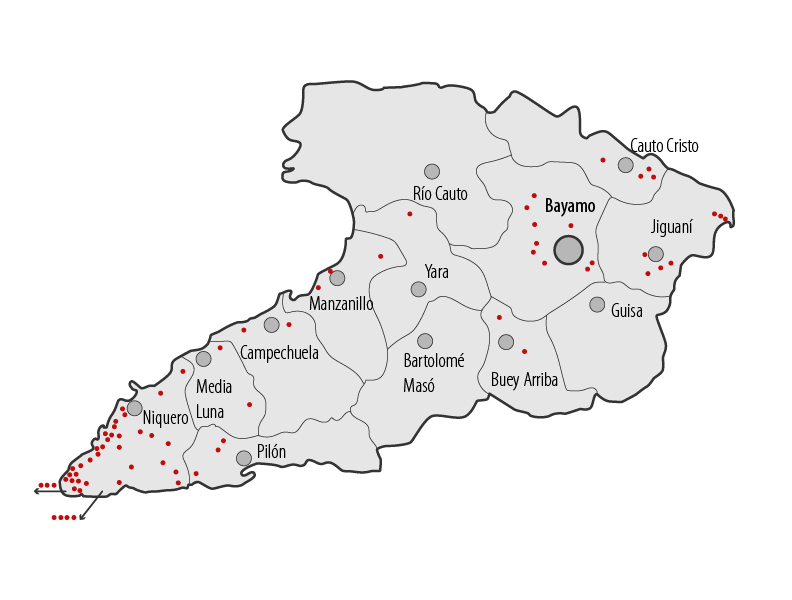 Cauto Cristo
Río Cauto
Bayamo
Jiguaní
Yara
Manzanillo
Guisa
Campechuela
Bartolomé
Masó
Buey Arriba
Media
Luna
Niquero
Pilón